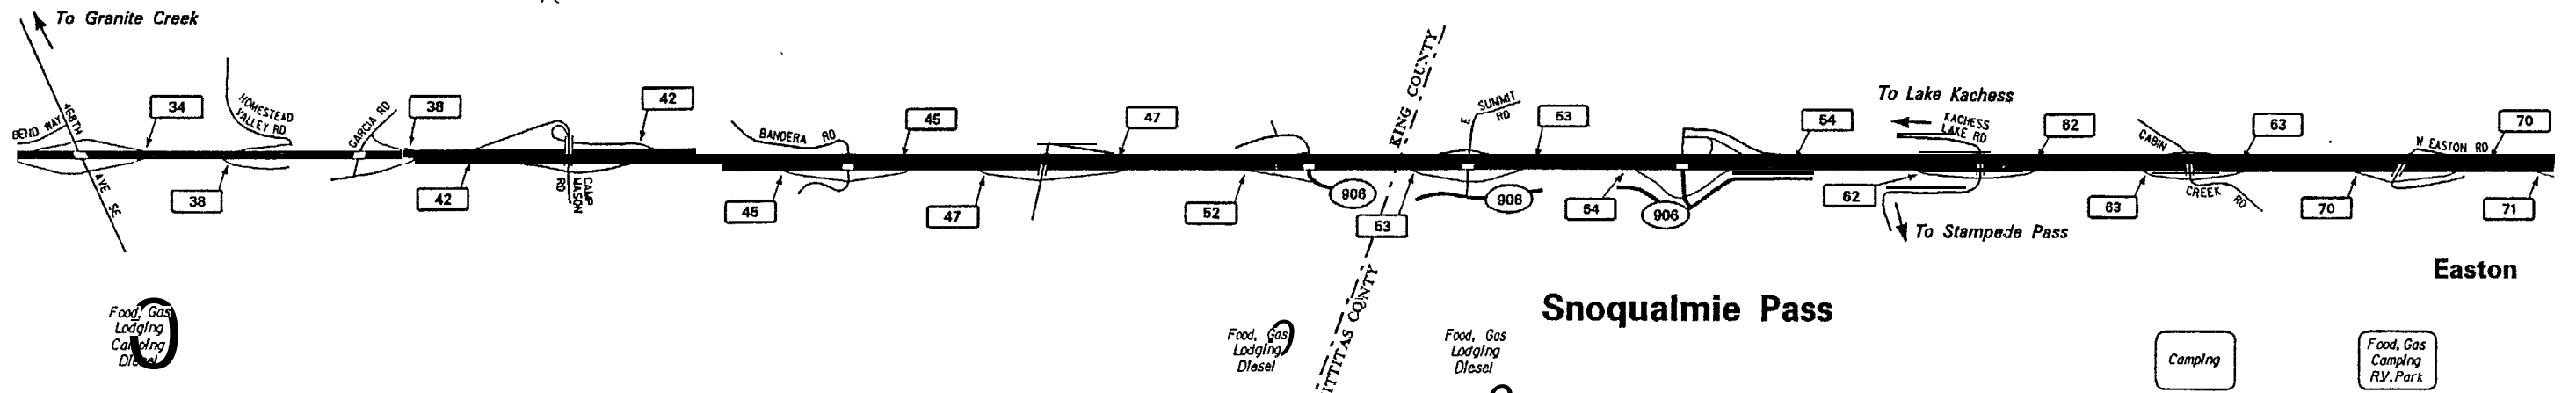 To Granite Creek
BEND WAY
468TH
AVE SE
34
HOMESTEAD
VALLEY RD
38
GARCIA RD
38
42
CAMP
MASON
RD
42
BANDERA RD
45
45
47
47
52
906
KING COUNTY
ITTITAS COUNTY
53
E SUMMIT
RD
906
53
54
906
54
To Lake Kachess
KACHESS
LAKE RD
62
62
To Stampede Pass
CABIN
CREEK RD
63
63
W EASTON RD
70
70
71
Easton
Snoqualmie Pass
Food, Gas
Lodging
Camping
Diesel
Food, Gas
Lodging
Diesel
Food, Gas
Lodging
Diesel
Camping
Food, Gas
Camping
R.V. Park